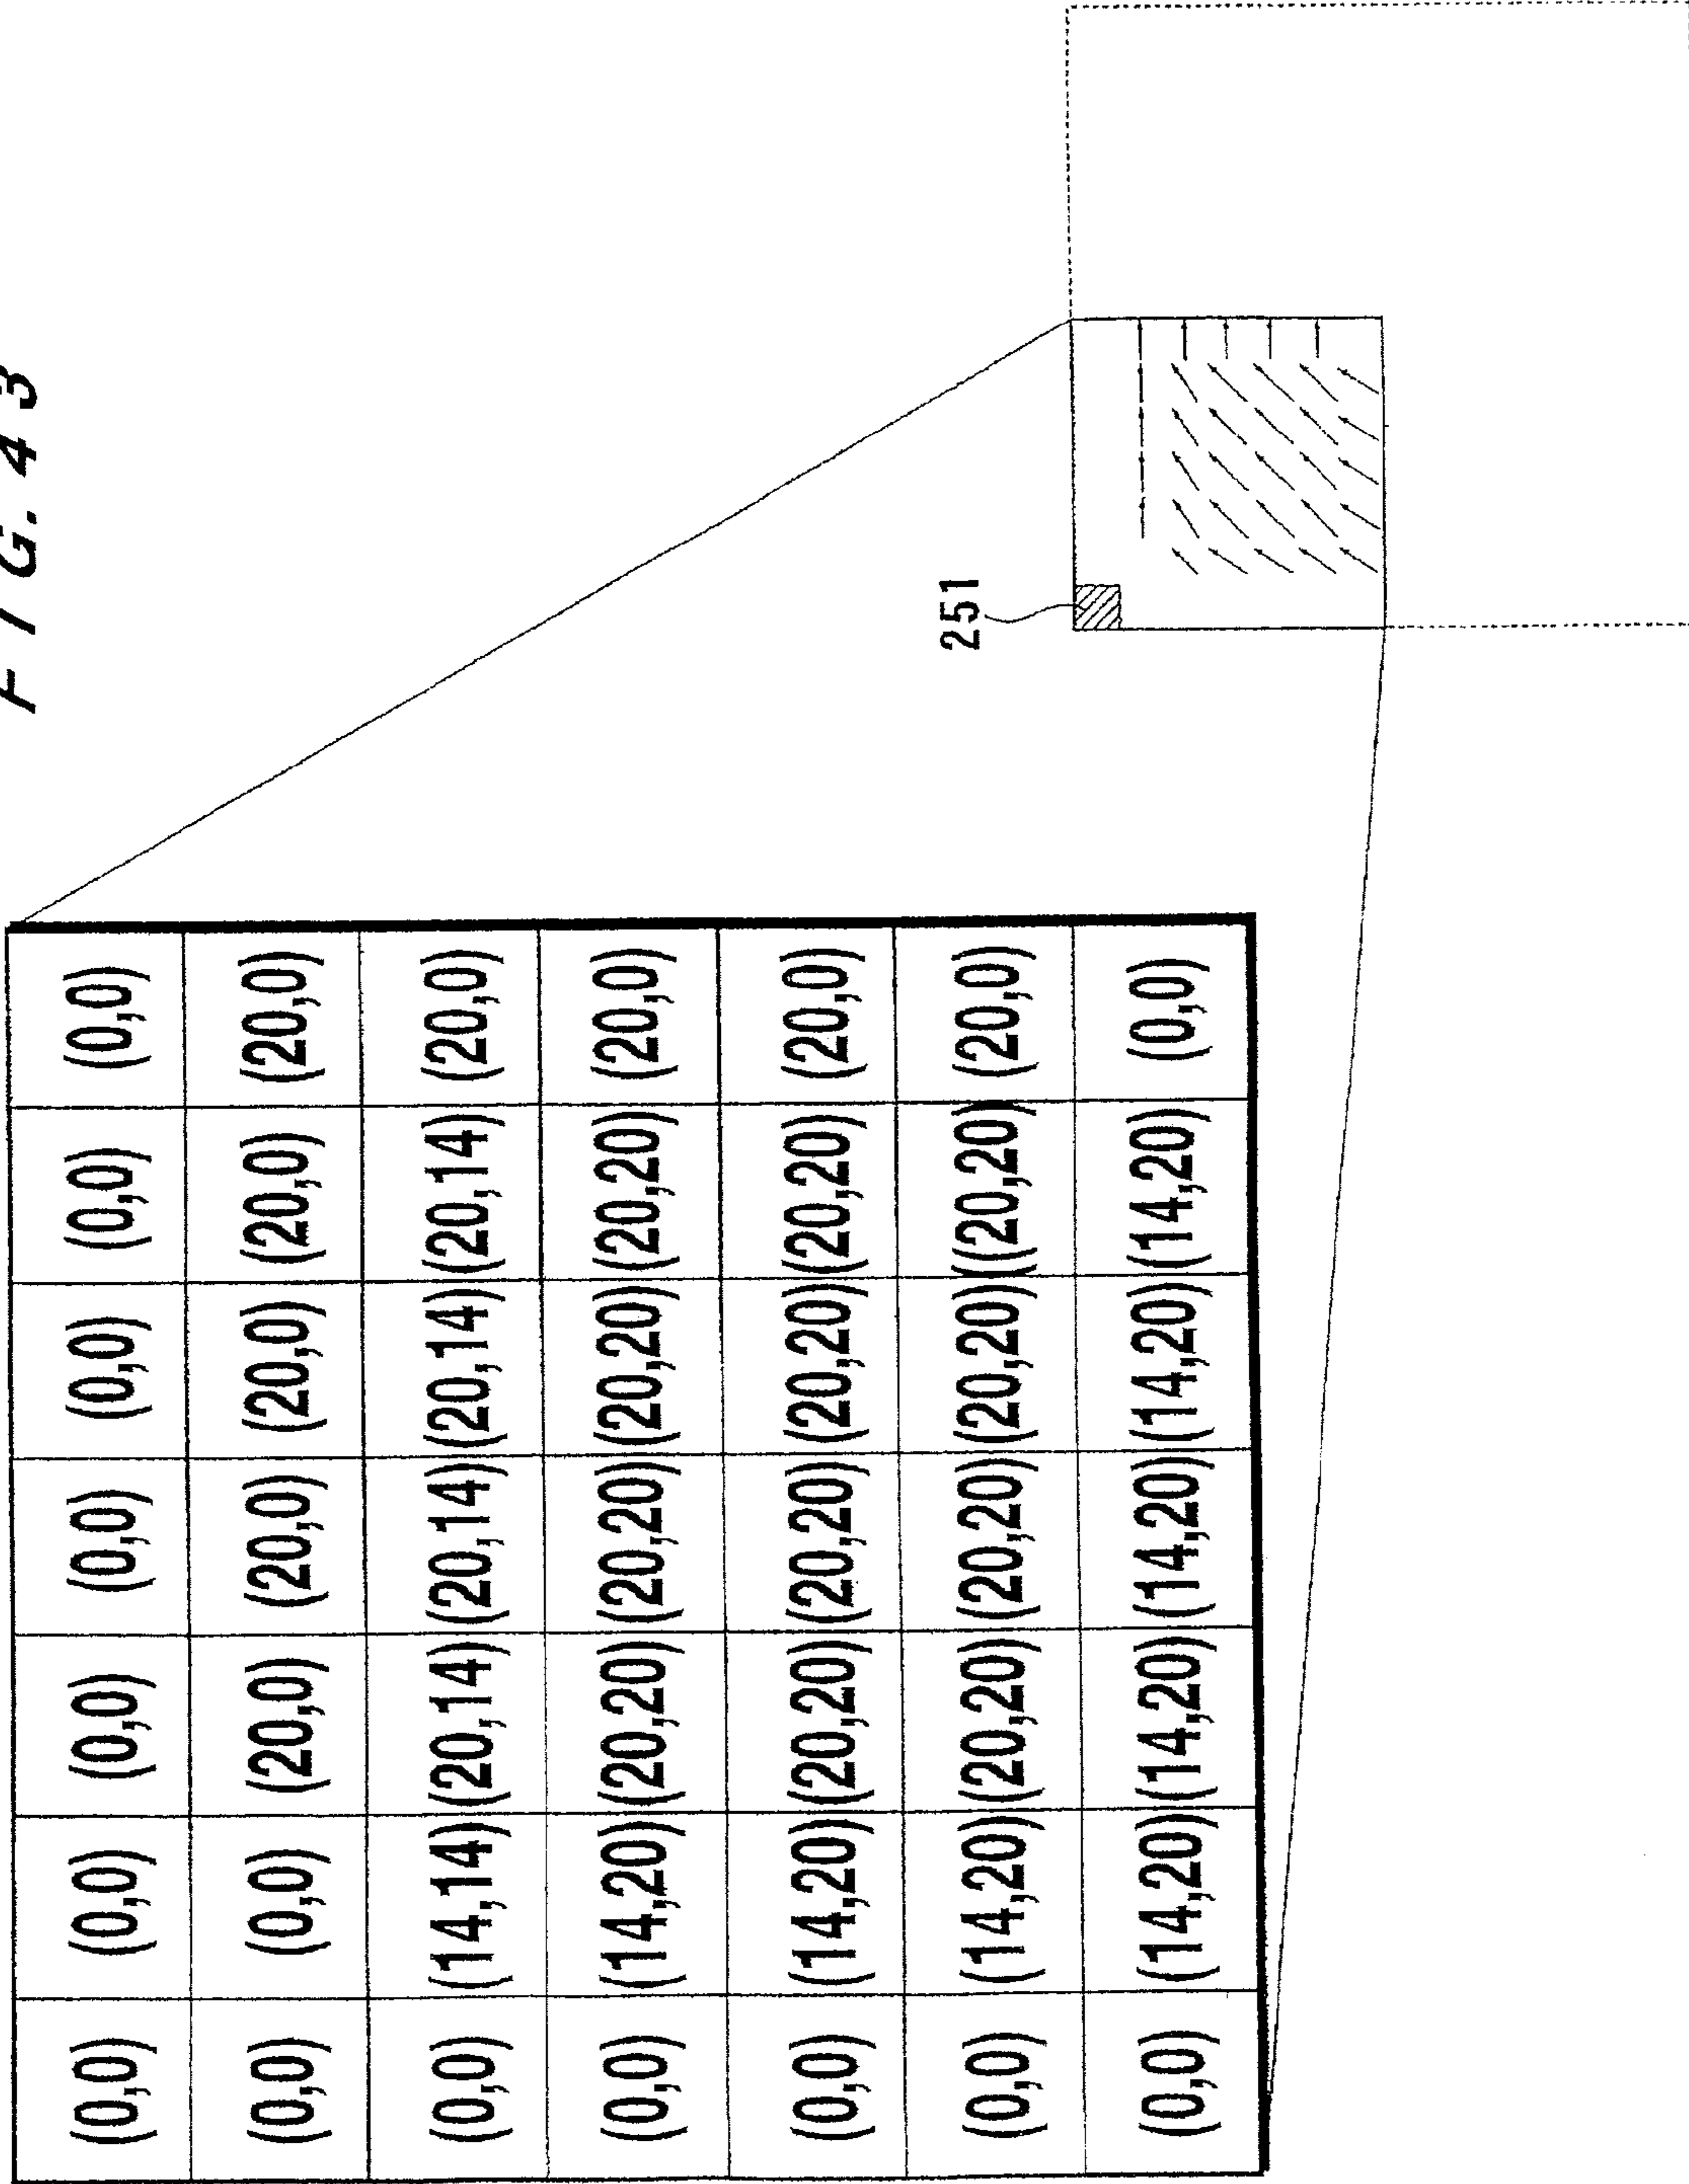 FIG. 43
(0,0) (0,0) (0,0) (0,0) (0,0) (0,0) (0,0)
(0,0) (0,0) (20,0) (20,0) (20,0) (20,0) (20,0)
(0,0) (14,14) (20,14) (20,14) (20,14) (20,14) (20,0)
(0,0) (14,20) (20,20) (20,20) (20,20) (20,20) (20,0)
(0,0) (14,20) (20,20) (20,20) (20,20) (20,20) (20,0)
(0,0) (14,20) (20,20) (20,20) (20,20) ((20,20) (20,0)
(0,0) (14,20) (14,20) (14,20) (14,20) (14,20) (0,0)
251